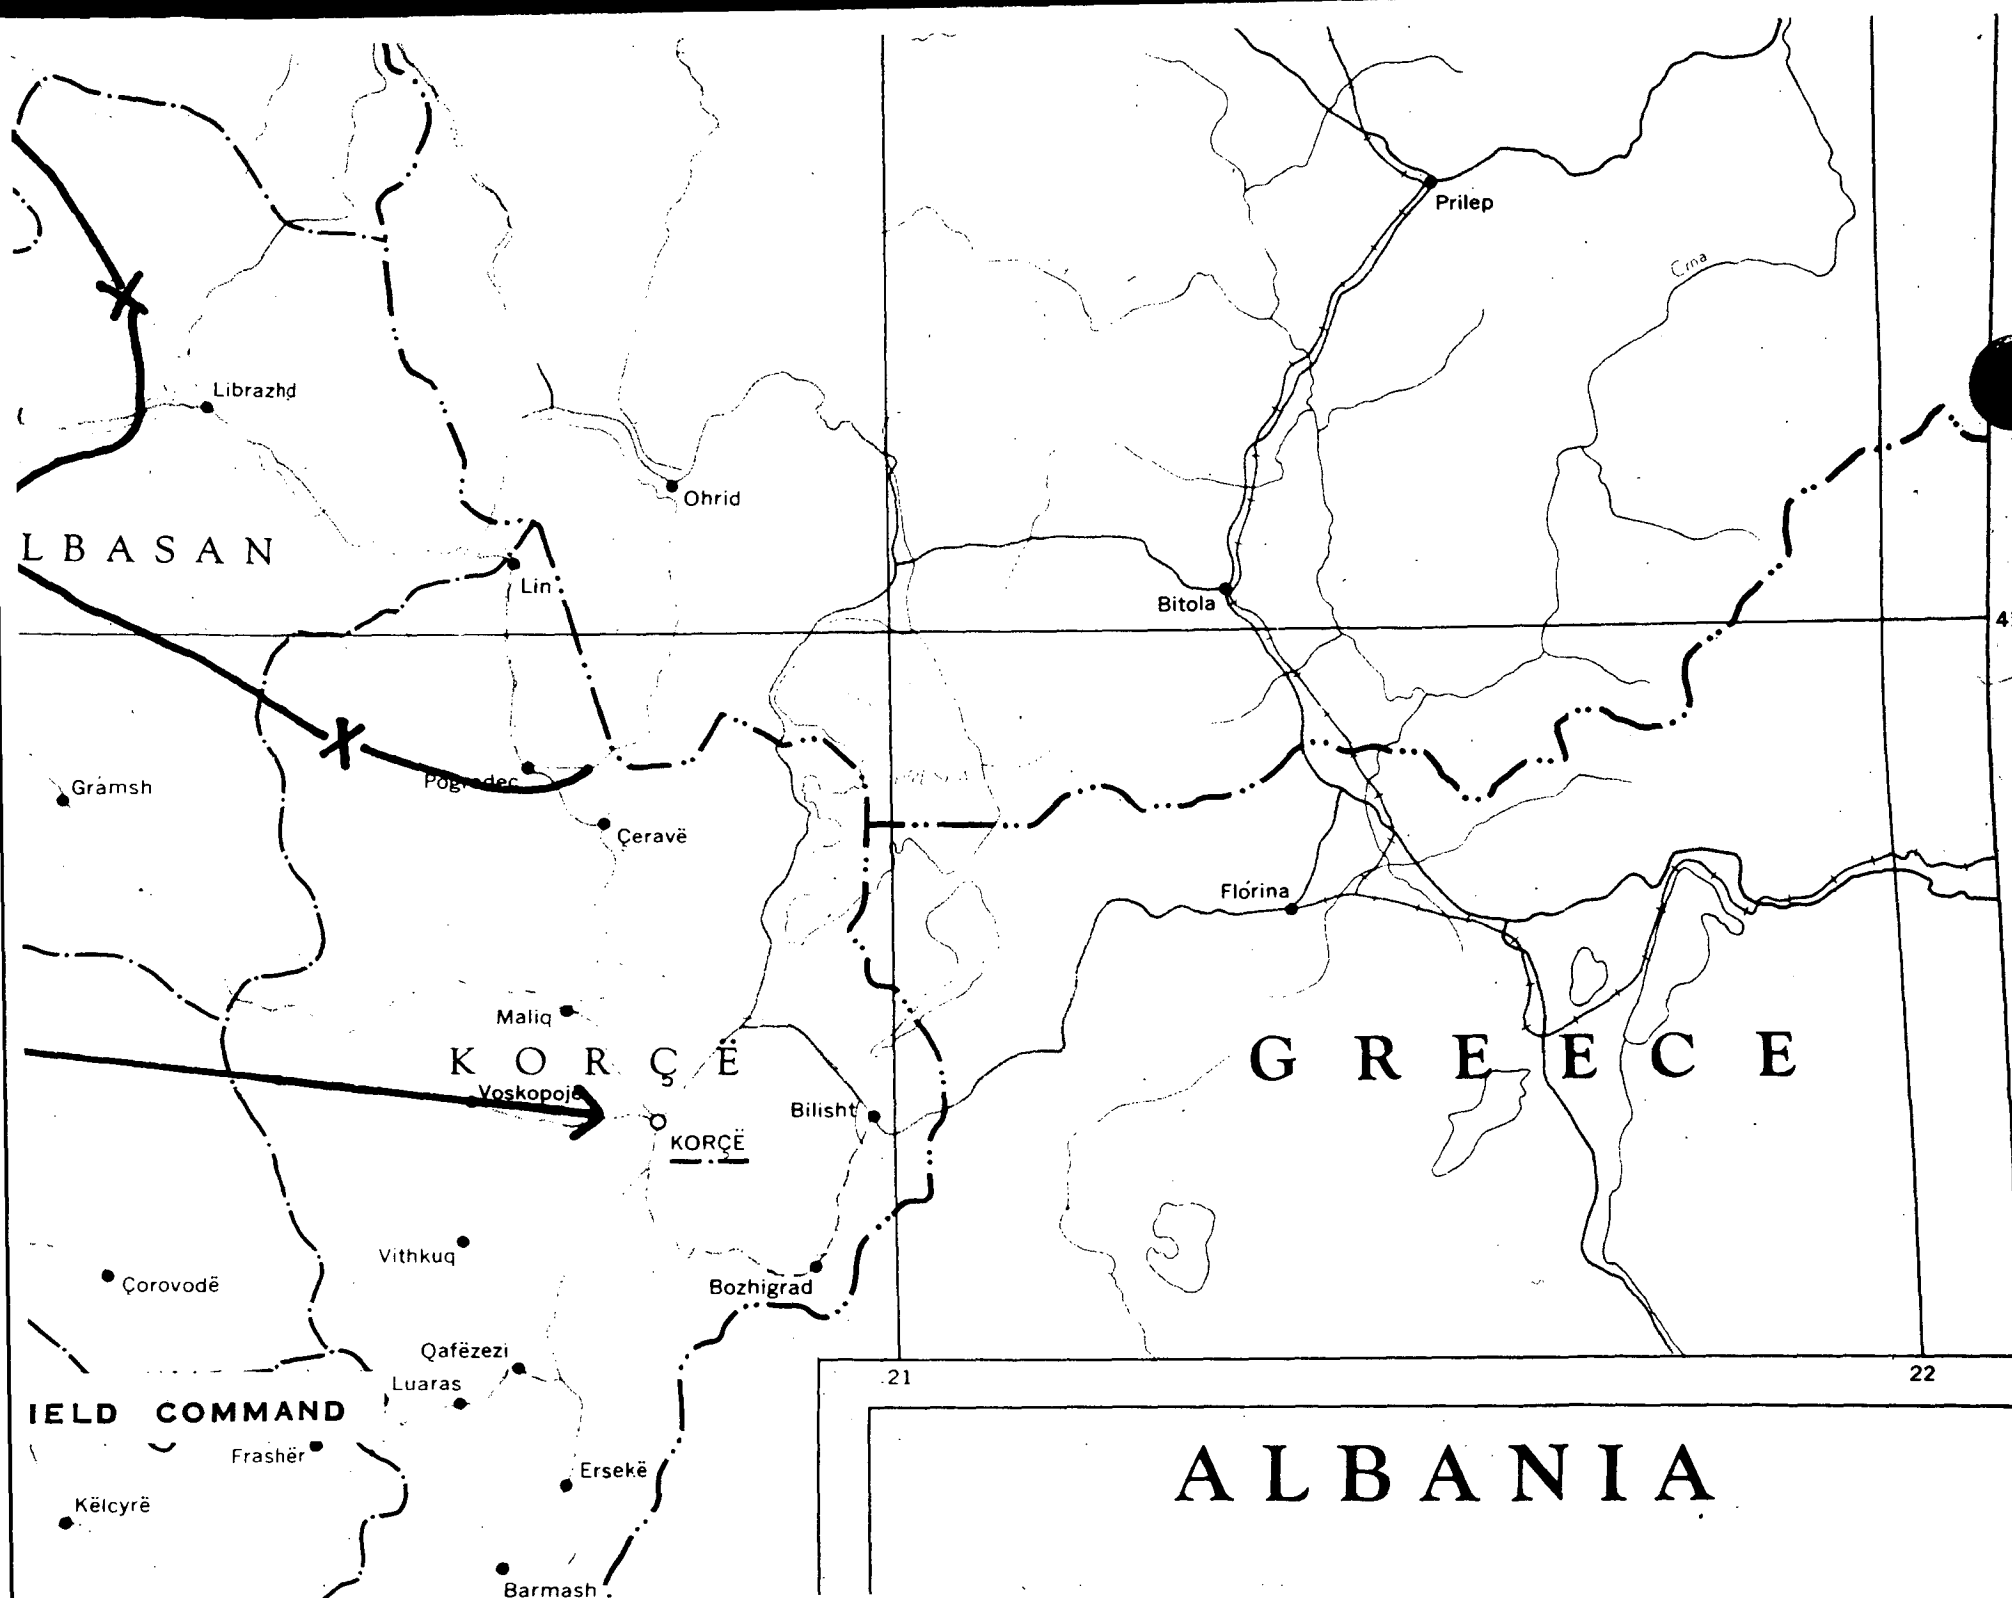 Prilep
Crna
Librazhd
Ohrid
LBASAN
Lin
Bitola
Gramsh
Pogradec
Çeravë
Flórina
Maliq
KORÇË
GREECE
Voskopojë
Bilisht
KORÇË
Vithkuq
Çorovodë
Bozhigrad
Qafëzezi
21
22
Luaras
IELD COMMAND
Frashër
ALBANIA
Ersekë
Këlcyrë
Barmash